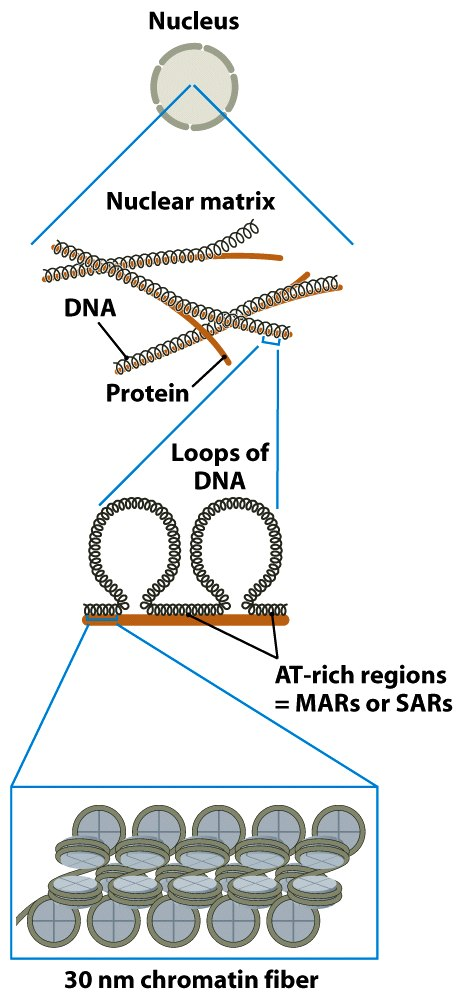 Nucleus
Nuclear matrix
DNA
Protein
Loops of
DNA
AT-rich regions
= MARs or SARs
30 nm chromatin fiber